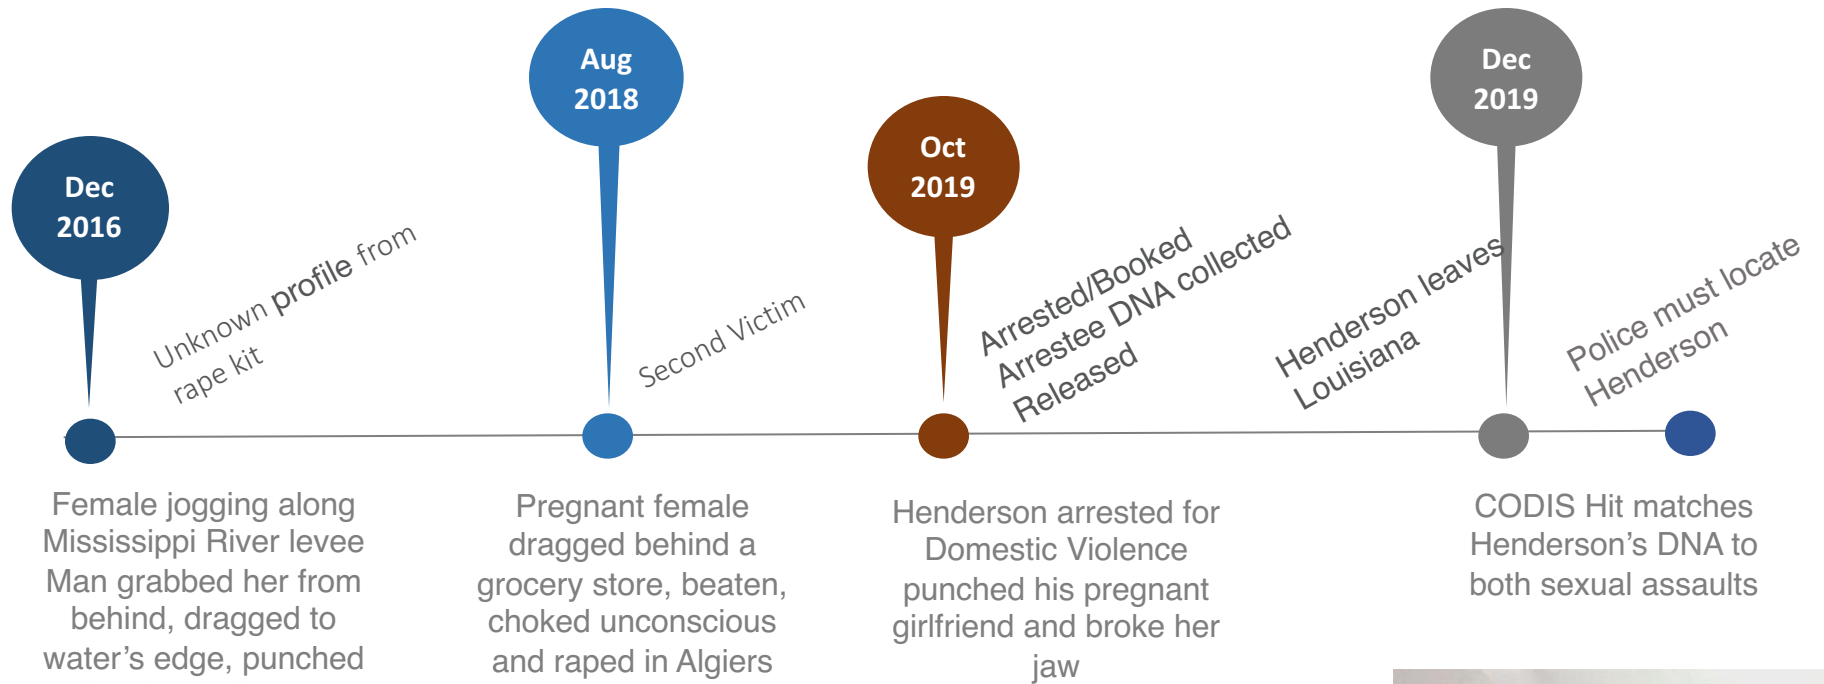 Dec
2016
Unknown profile from
rape kit
Female jogging along
Mississippi River levee
Man grabbed her from
behind, dragged to
water's edge, punched
Aug
2018
Second Victim
Pregnant female
dragged behind a
grocery store, beaten,
choked unconscious
and raped in Algiers
Oct
2019
Arrested/Booked
Arrestee DNA collected
Released
Henderson arrested for
Domestic Violence
punched his pregnant
girlfriend and broke her
jaw
Henderson leaves
Louisiana
Dec
2019
CODIS Hit matches
Henderson’s DNA to
both sexual assaults
Police must locate
Henderson